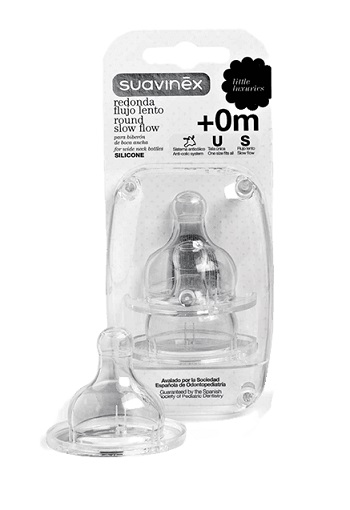 suavinēx
little
luxuries
redonda
flujo lento
round
slow flow
para biberón
de boca ancha
for wide neck bottles
SILICONE
+0m
U S
Sistema anticólico
Anti-colic system
Talla única
One size fits all
Flujo lento
Slow flow
Avalado por la Sociedad
Española de Odontopediatría
Guaranteed by the Spanish
Society of Pediatric Dentistry